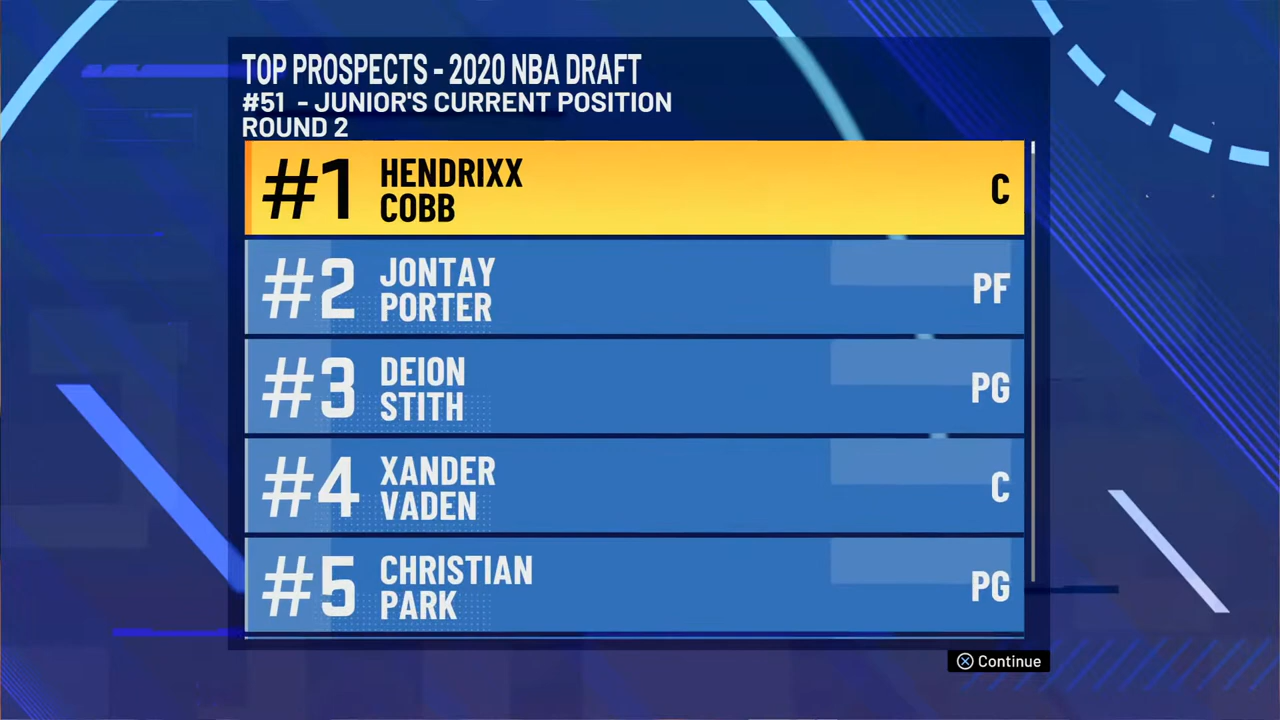 TOP PROSPECTS - 2020 NBA DRAFT
#51 - JUNIOR'S CURRENT POSITION
ROUND 2
#1 HENDRIXX COBB C
#2 JONTAY PORTER PF
#3 DEION STITH PG
#4 XANDER VADEN C
#5 CHRISTIAN PARK PG
Continue